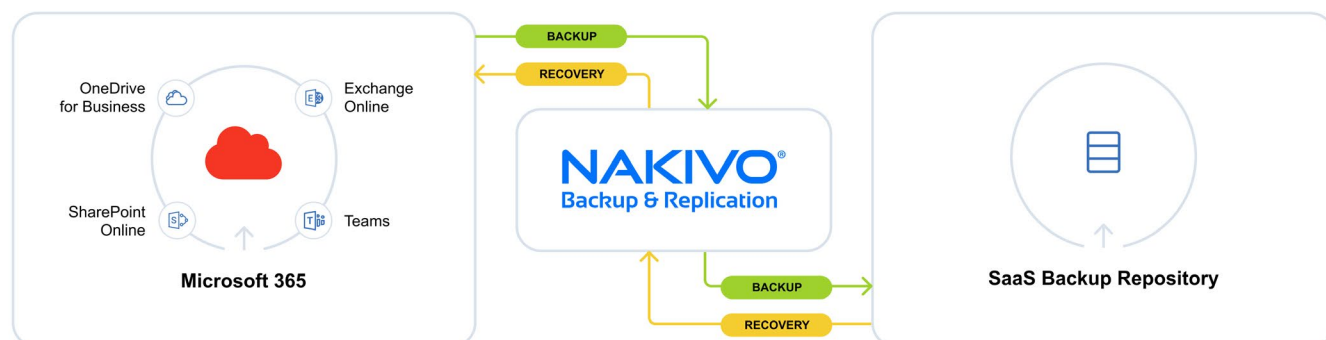 OneDrive
for Business
Exchange
Online
SharePoint
Online
Teams
Microsoft 365
BACKUP
RECOVERY
NAKIVO®
Backup & Replication
BACKUP
RECOVERY
SaaS Backup Repository